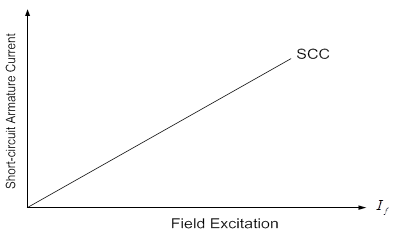 SCC
Short-circuit Armature Current
I_f
Field Excitation